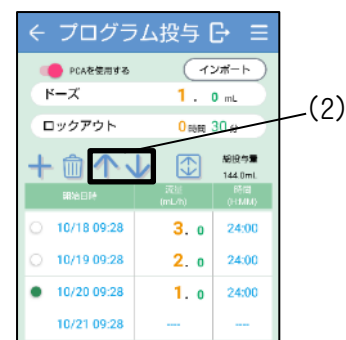 プログラム投与
PCAを使用する インポート
ドーズ 1. 0 mL
ロックアウト 0時間 30分
(2)
総投与量
144.0mL
開始日時 流量 (mL/h) 時間 (H:MM)
10/18 09:28 3. 0 24:00
10/19 09:28 2. 0 24:00
10/20 09:28 1. 0 24:00
10/21 09:28 ---- ----